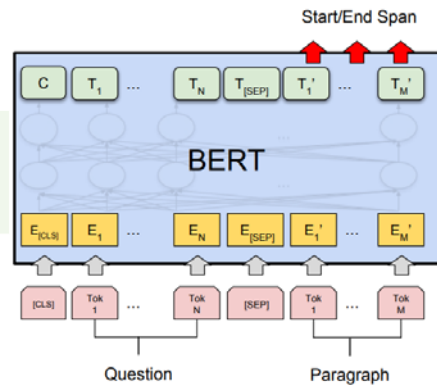 Start/End Span
C T1 ... TN T[SEP] T1' ... TM'
BERT
E[CLS] E1 ... EN E[SEP] E1' ... EM'
[CLS] Tok 1 ... Tok N [SEP] Tok 1 ... Tok M
Question Paragraph